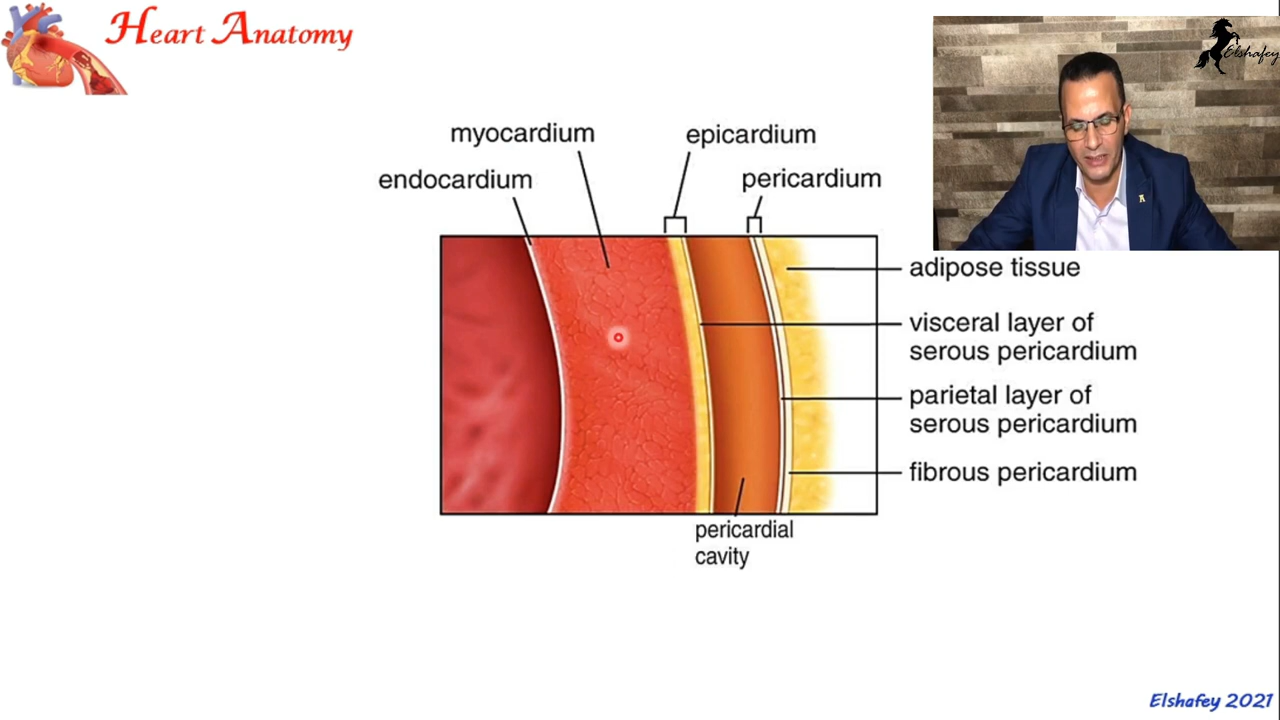 Heart Anatomy
Elshafey
myocardium
epicardium
endocardium
pericardium
adipose tissue
visceral layer of
serous pericardium
parietal layer of
serous pericardium
fibrous pericardium
pericardial
cavity
Elshafey 2021